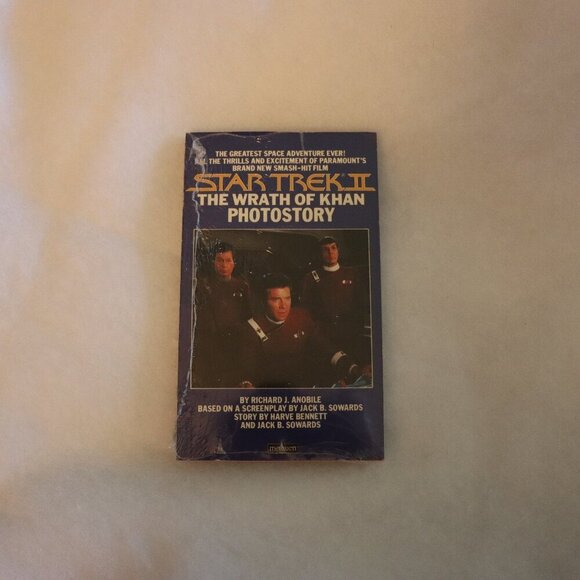 THE GREATEST SPACE ADVENTURE EVER!
ALL THE THRILLS AND EXCITEMENT OF PARAMOUNT'S
BRAND NEW SMASH-HIT FILM
STAR TREK II
THE WRATH OF KHAN
PHOTOSTORY
BY RICHARD J. ANOBILE
BASED ON A SCREENPLAY BY JACK B. SOWARDS
STORY BY HARVE BENNETT
AND JACK B. SOWARDS
methuen